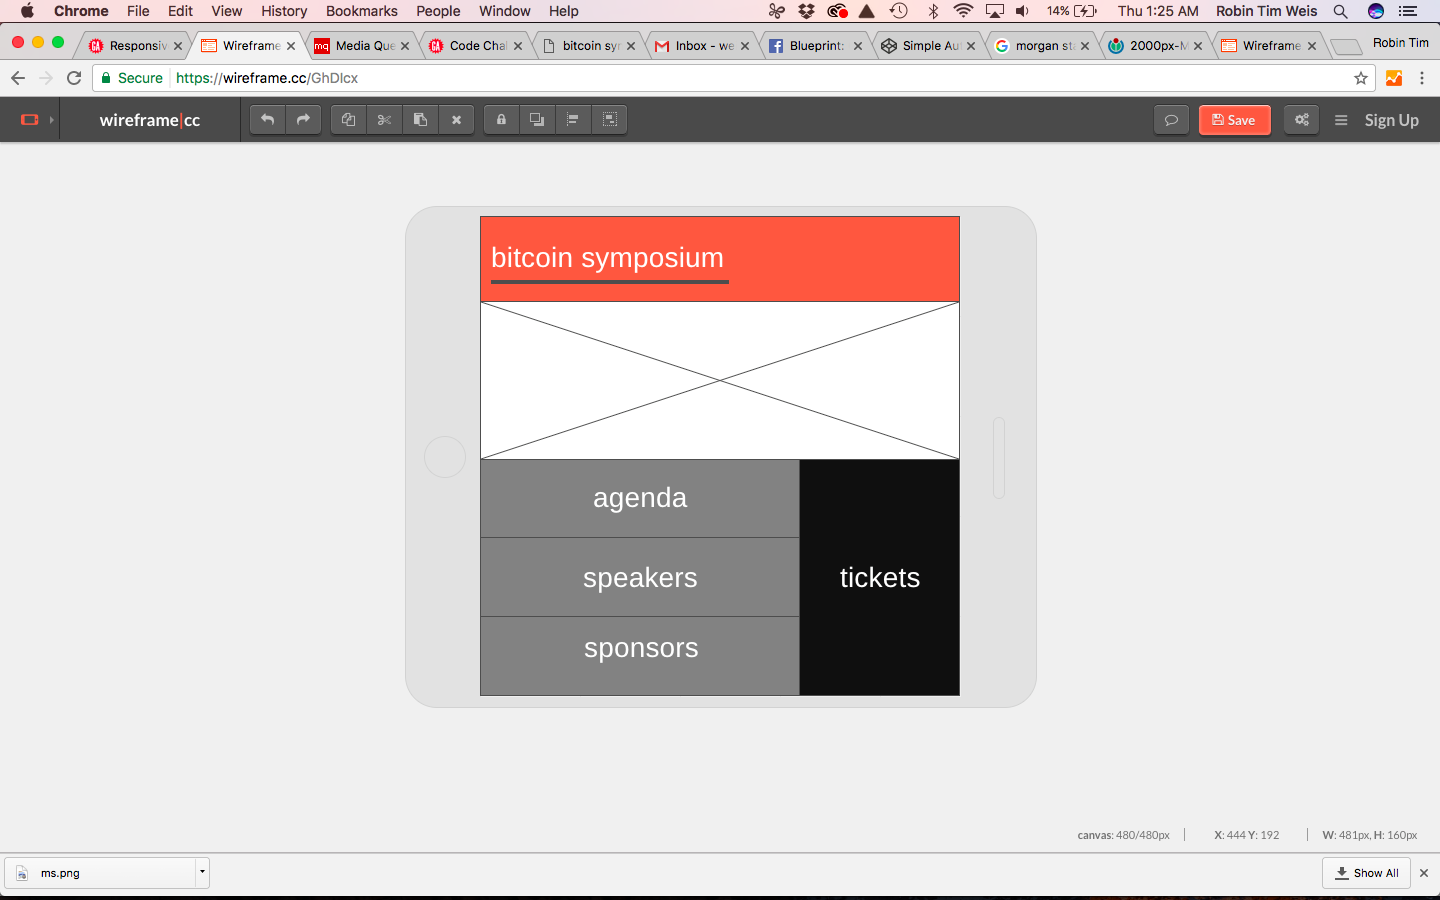 Chrome File Edit View History Bookmarks People Window Help 14% Thu 1:25 AM Robin Tim Weis
Responsiv Wireframe Media Que Code Chal bitcoin syr Inbox - we Blueprint: Simple Au morgan sta 2000px-M Wireframe Robin Tim
Secure https://wireframe.cc/GhDlcx
wireframe|cc Save Sign Up
bitcoin symposium
agenda
speakers
tickets
sponsors
canvas: 480/480px X: 444 Y: 192 W: 481px, H: 160px
ms.png Show All